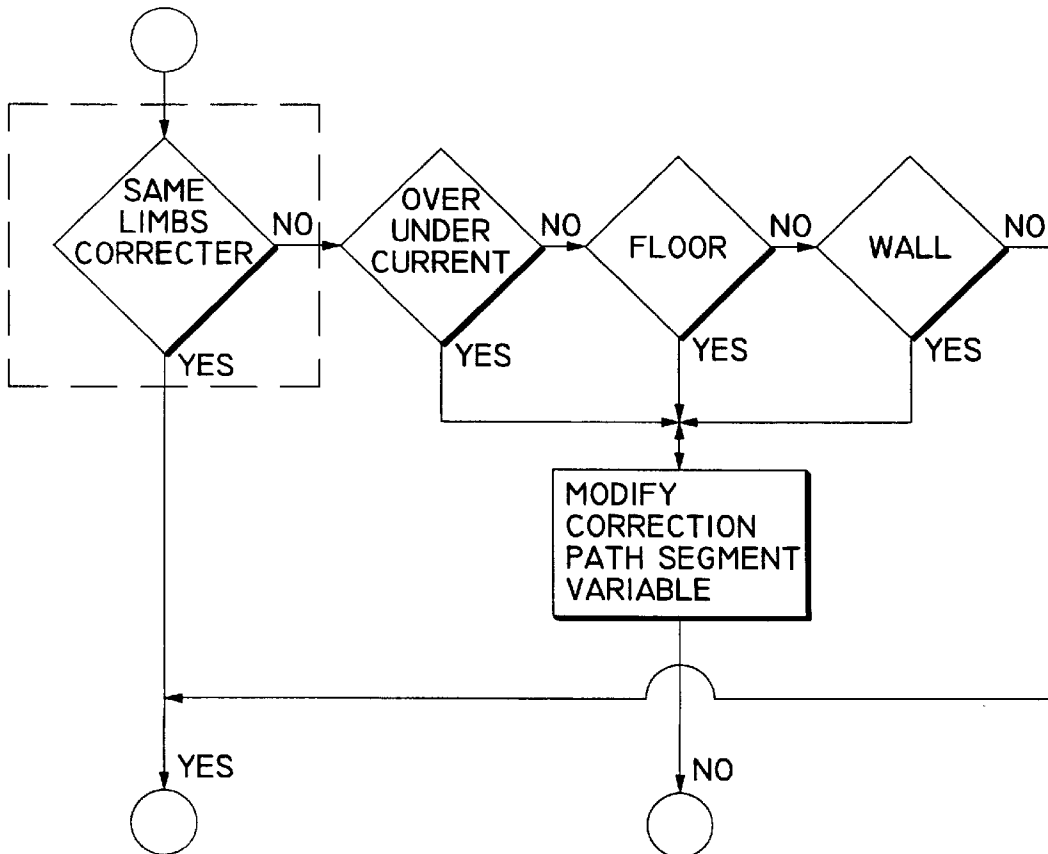 SAME
LIMBS
CORRECTER
NO
OVER
UNDER
CURRENT
NO
FLOOR
NO
WALL
NO
YES
YES
YES
YES
MODIFY
CORRECTION
PATH SEGMENT
VARIABLE
YES
NO